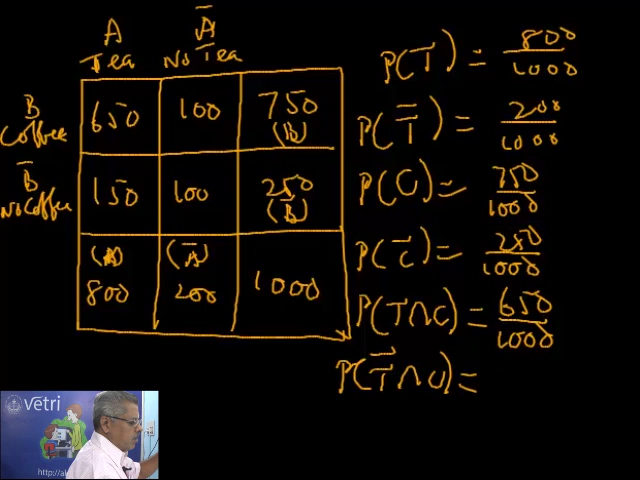 A Ā
Tea No Tea
B Coffee 650 100 750 (B)
B̄ No Coffee 150 100 250 (B̄)
(A) 800 (Ā) 200 1000
P(T) = 800/1000
P(T̄) = 200/1000
P(C) = 750/1000
P(C̄) = 250/1000
P(T∩C) = 650/1000
P(T̄∩C) =
Vetri
http://a